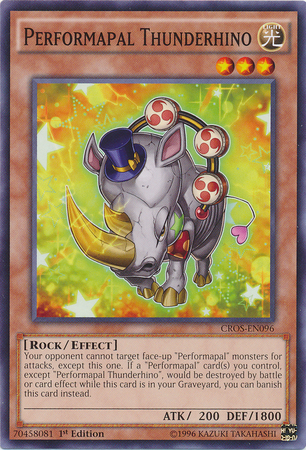 PERFORMAPAL THUNDERHINO
光
CROS-EN096
[ROCK / EFFECT]
Your opponent cannot target face-up "Performapal" monsters
for attacks, except this one. If a "Performapal" card(s) you control,
except "Performapal Thunderhino", would be destroyed by battle
or card effect while this card is in your Graveyard, you can banish
this card instead.
ATK/ 200 DEF/1800
70458081 1st Edition ©1996 KAZUKI TAKAHASHI